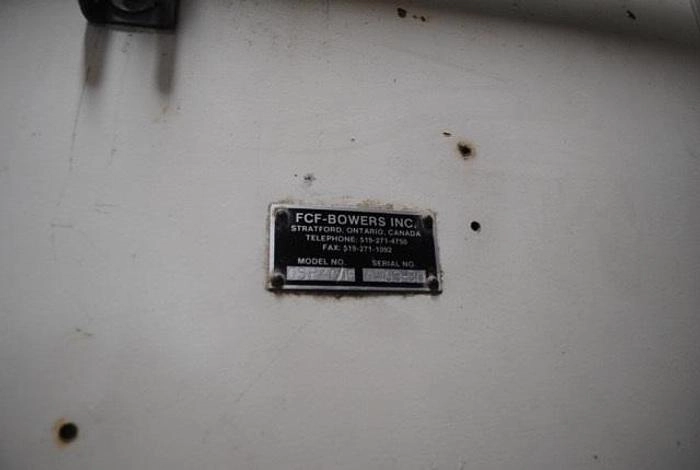 FCF-BOWERS INC.
STRATFORD, ONTARIO, CANADA
TELEPHONE: 519-271-4750
FAX: 519-271-1092
MODEL NO. SERIAL NO.